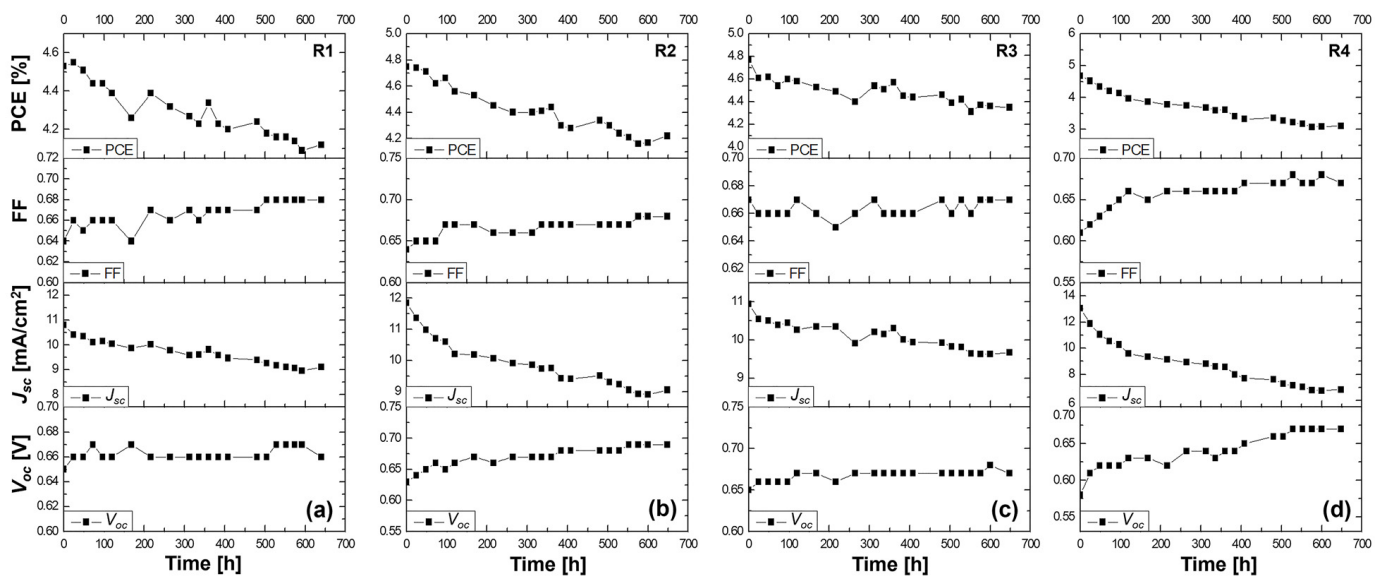 0 100 200 300 400 500 600 700
0 100 200 300 400 500 600 700
0 100 200 300 400 500 600 700
0 100 200 300 400 500 600 700
PCE [%]
4.6
4.4
4.2
R1
PCE
5.0
4.8
4.6
4.4
4.2
R2
PCE
5.0
4.8
4.6
4.4
4.2
4.0
R3
PCE
6
5
4
3
R4
PCE
FF
0.72
0.70
0.68
0.66
0.64
0.62
0.60
FF
0.75
0.70
0.65
0.60
FF
0.70
0.68
0.66
0.64
0.62
FF
0.70
0.65
0.60
0.55
FF
Jsc [mA/cm²]
12
11
10
9
8
Jsc
12
11
10
9
Jsc
11
10
9
Jsc
14
12
10
8
6
Jsc
Voc [V]
0.70
0.68
0.66
0.64
0.62
0.60
Voc
(a)
0.75
0.70
0.65
0.60
0.55
Voc
(b)
0.75
0.70
0.65
0.60
Voc
(c)
0.70
0.65
0.60
0.55
Voc
(d)
0 100 200 300 400 500 600 700
0 100 200 300 400 500 600 700
0 100 200 300 400 500 600 700
0 100 200 300 400 500 600 700
Time [h]
Time [h]
Time [h]
Time [h]